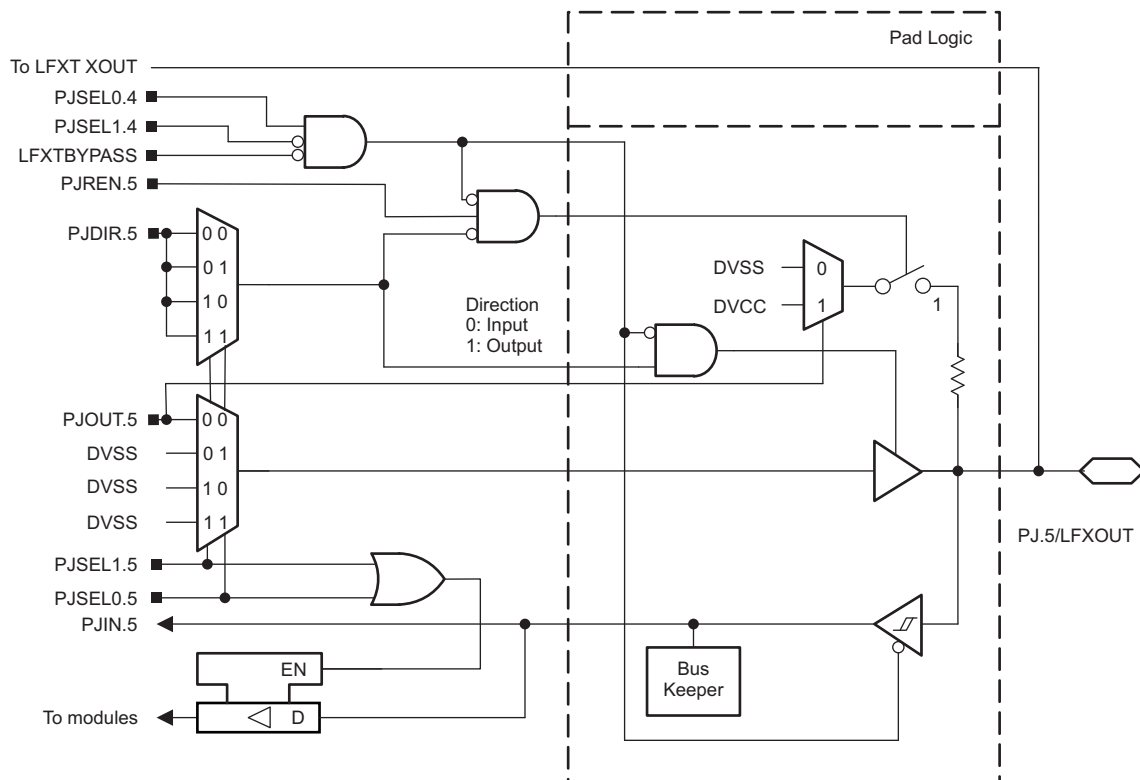 Pad Logic
To LFXT XOUT
PJSEL0.4
PJSEL1.4
LFXTBYPASS
PJREN.5
PJDIR.5
0 0
0 1
1 0
1 1
Direction
0: Input
1: Output
DVSS
0
DVCC
1
1
PJOUT.5
0 0
DVSS
0 1
DVSS
1 0
DVSS
1 1
PJ.5/LFXOUT
PJSEL1.5
PJSEL0.5
PJIN.5
EN
D
Bus
Keeper
To modules